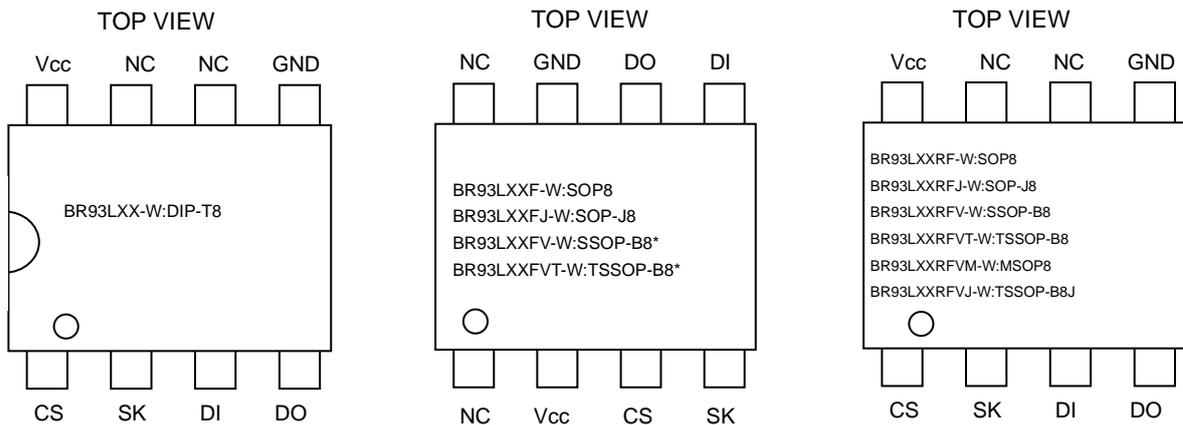 TOP VIEW
Vcc NC NC GND
BR93LXX-W:DIP-T8
CS SK DI DO
TOP VIEW
NC GND DO DI
BR93LXXF-W:SOP8
BR93LXXFJ-W:SOP-J8
BR93LXXFV-W:SSOP-B8*
BR93LXXFVT-W:TSSOP-B8*
NC Vcc CS SK
TOP VIEW
Vcc NC NC GND
BR93LXXRF-W:SOP8
BR93LXXRFJ-W:SOP-J8
BR93LXXRFV-W:SSOP-B8
BR93LXXRFVT-W:TSSOP-B8
BR93LXXRFVM-W:MSOP8
BR93LXXRFVJ-W:TSSOP-B8J
CS SK DI DO